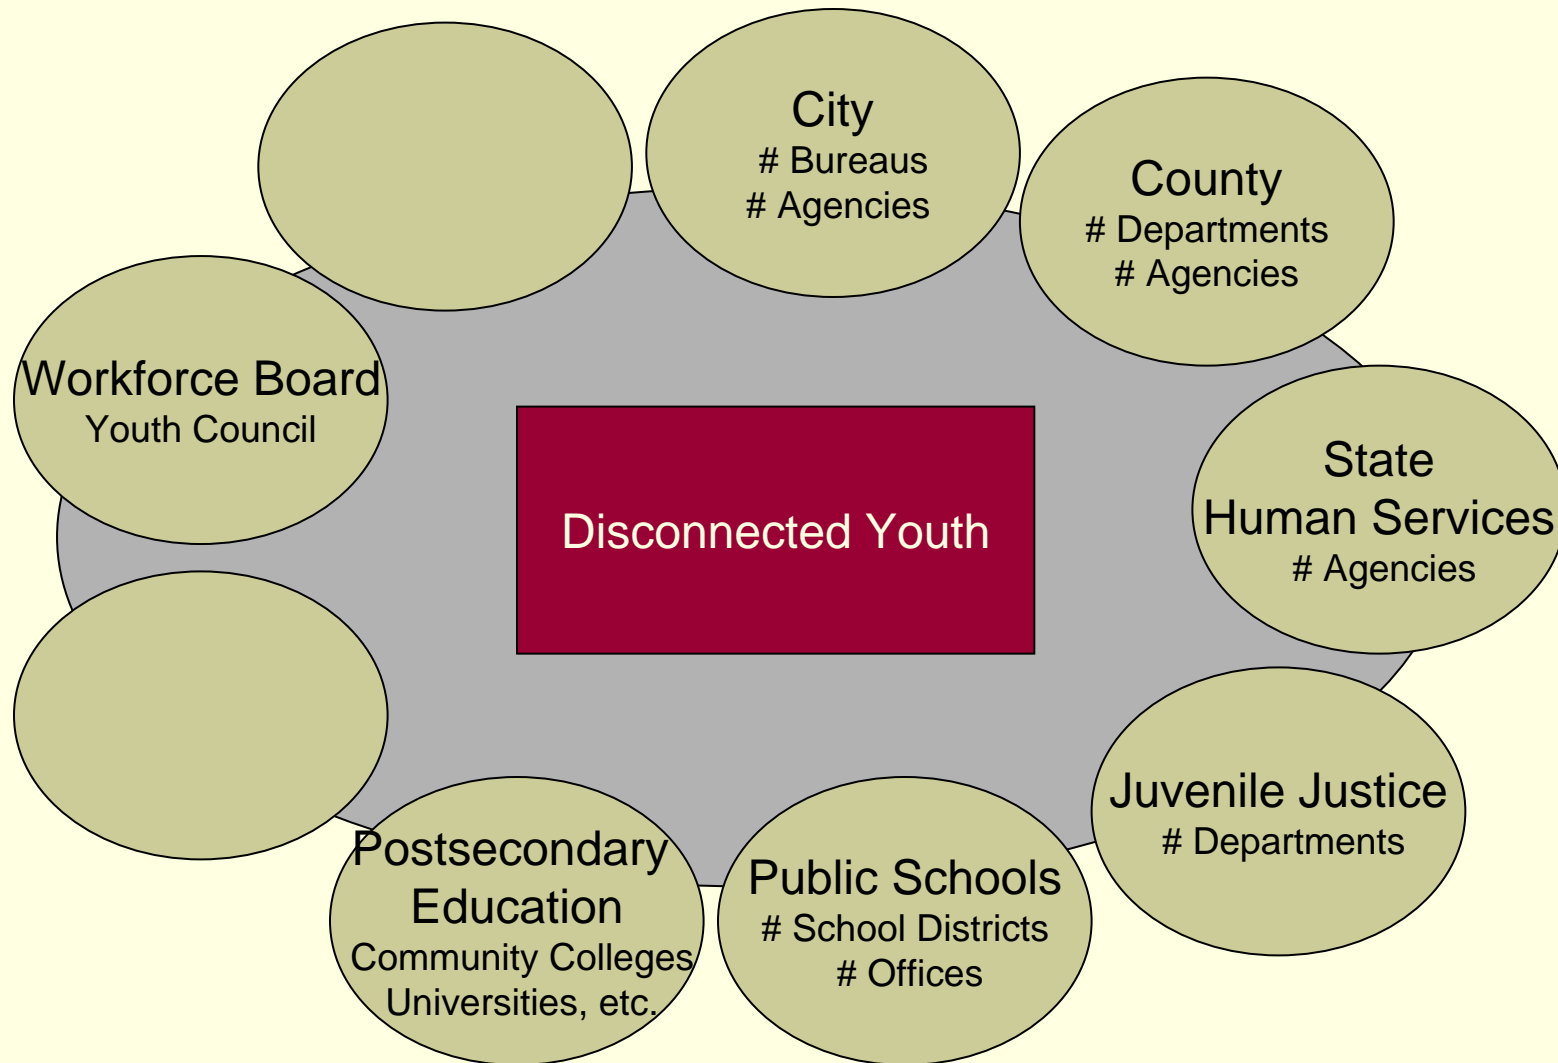 City
# Bureaus
# Agencies
County
# Departments
# Agencies
Workforce Board
Youth Council
State
Human Services
# Agencies
Disconnected Youth
Juvenile Justice
# Departments
Postsecondary
Education
Community Colleges
Universities, etc.
Public Schools
# School Districts
# Offices